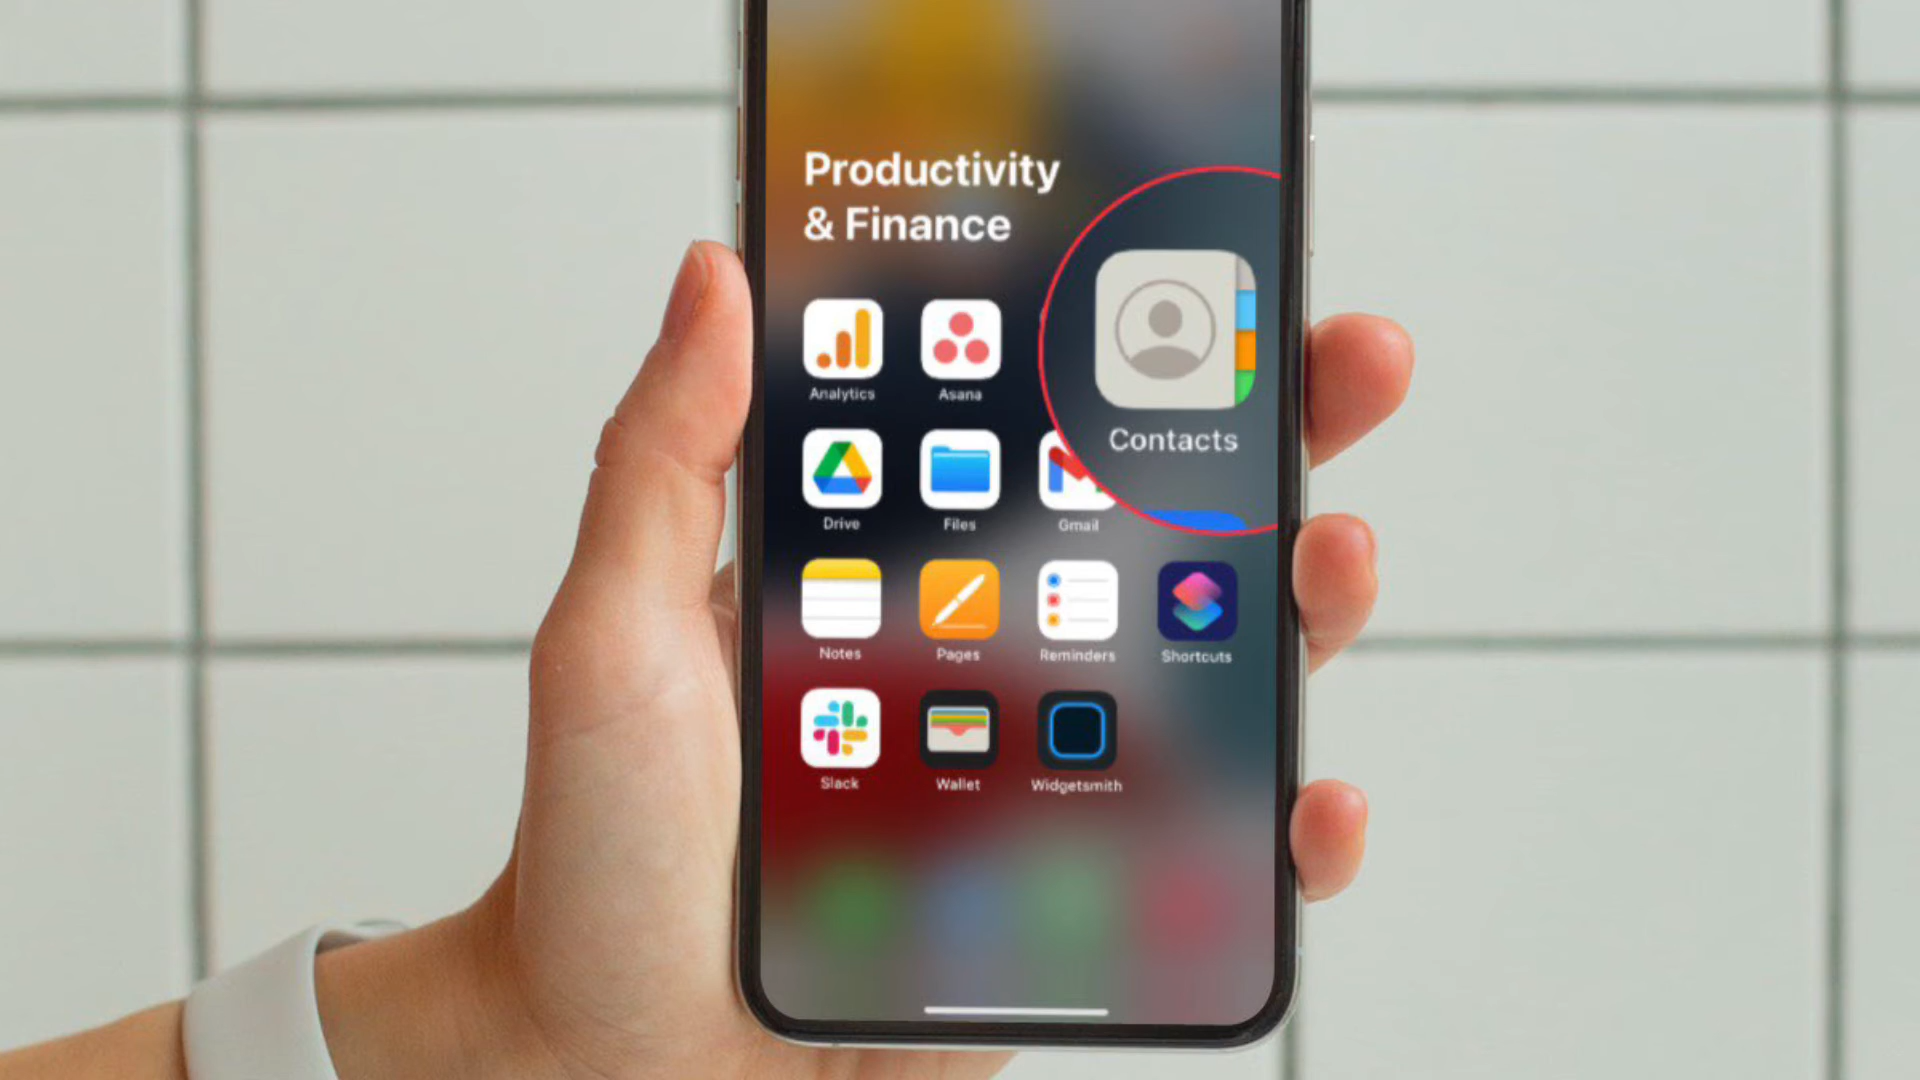 Productivity
& Finance
Analytics
Asana
Contacts
Drive
Files
Gmail
Notes
Pages
Reminders
Shortcuts
Slack
Wallet
Widgetsmith